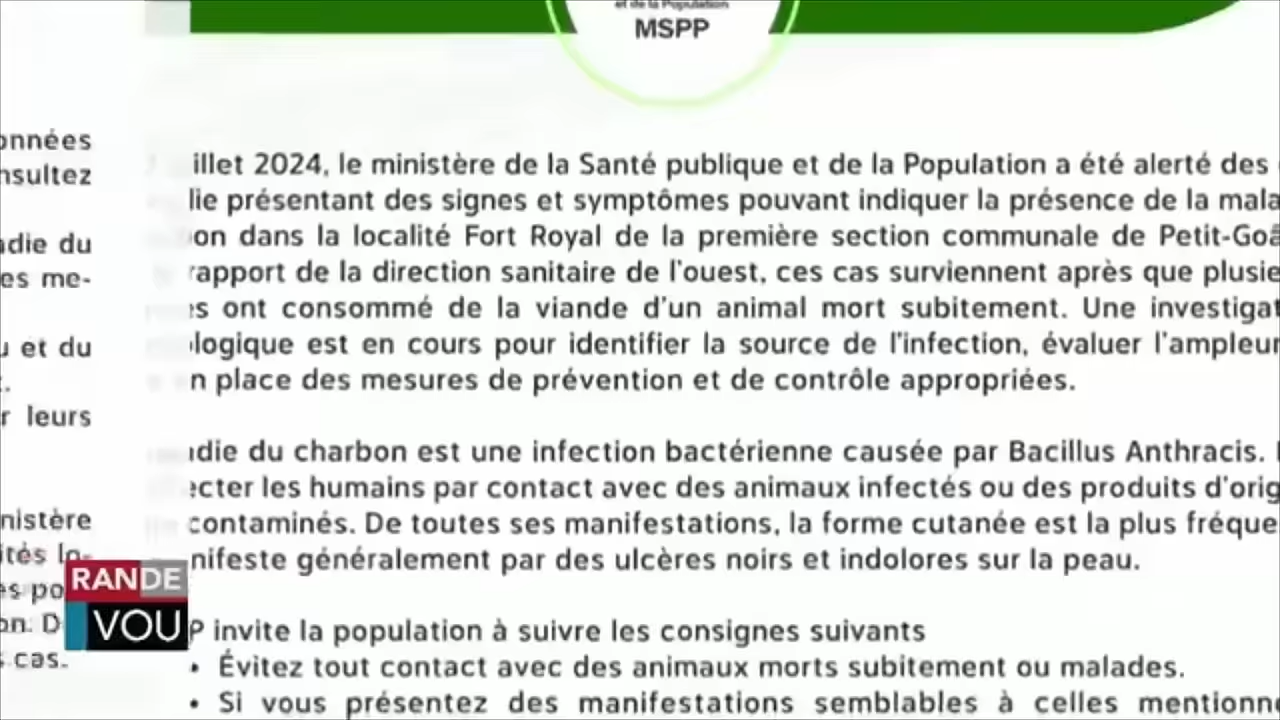 et de la Population
MSPP
onnées
nsultez
adie du
es me-
u et du
r leurs
nistère
ités lo-
es po
on. D
s cas.
illet 2024, le ministère de la Santé publique et de la Population a été alerté des
lie présentant des signes et symptômes pouvant indiquer la présence de la mala
on dans la localité Fort Royal de la première section communale de Petit-Goâ
rapport de la direction sanitaire de l'ouest, ces cas surviennent après que plusie
es ont consommé de la viande d'un animal mort subitement. Une investigat
ologique est en cours pour identifier la source de l'infection, évaluer l'ampleur
n place des mesures de prévention et de contrôle appropriées.
adie du charbon est une infection bactérienne causée par Bacillus Anthracis.
ecter les humains par contact avec des animaux infectés ou des produits d'orig
contaminés. De toutes ses manifestations, la forme cutanée est la plus fréque
nifeste généralement par des ulcères noirs et indolores sur la peau.
P invite la population à suivre les consignes suivants
• Évitez tout contact avec des animaux morts subitement ou malades.
• Si vous présentez des manifestations semblables à celles mentionn
RANDE
VOU